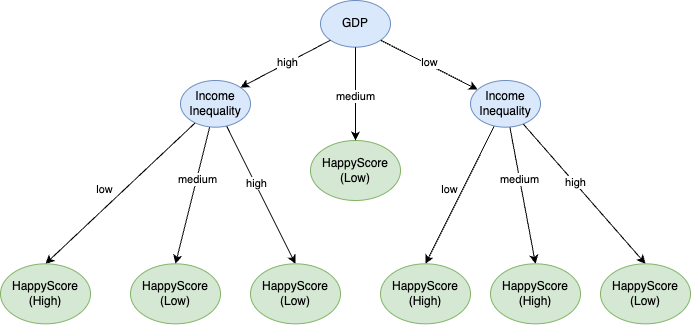 GDP
high
low
Income
Inequality
medium
Income
Inequality
HappyScore
(Low)
low
medium
high
low
medium
high
HappyScore
(High)
HappyScore
(Low)
HappyScore
(Low)
HappyScore
(High)
HappyScore
(High)
HappyScore
(Low)